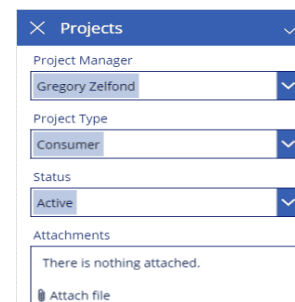 Projects
Project Manager
Gregory Zelfond
Project Type
Consumer
Status
Active
Attachments
There is nothing attached.
Attach file